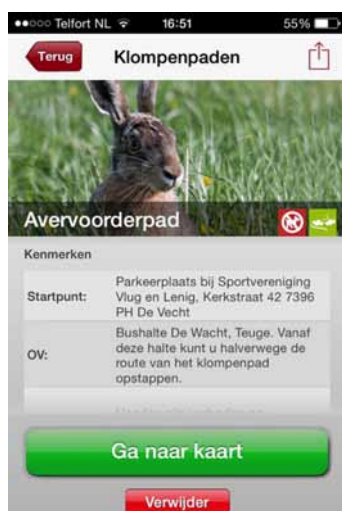 ●●○○○ Telfort NL 16:51 55%
Terug Klompenpaden
Avervoorderpad
Kenmerken
Startpunt: Parkeerplaats bij Sportvereniging
Vlug en Lenig, Kerkstraat 42 7396
PH De Vecht
OV: Bushalte De Wacht, Teuge. Vanaf
deze halte kunt u halverwege de
route van het klompenpad
opstappen.
Ga naar kaart
Verwijder